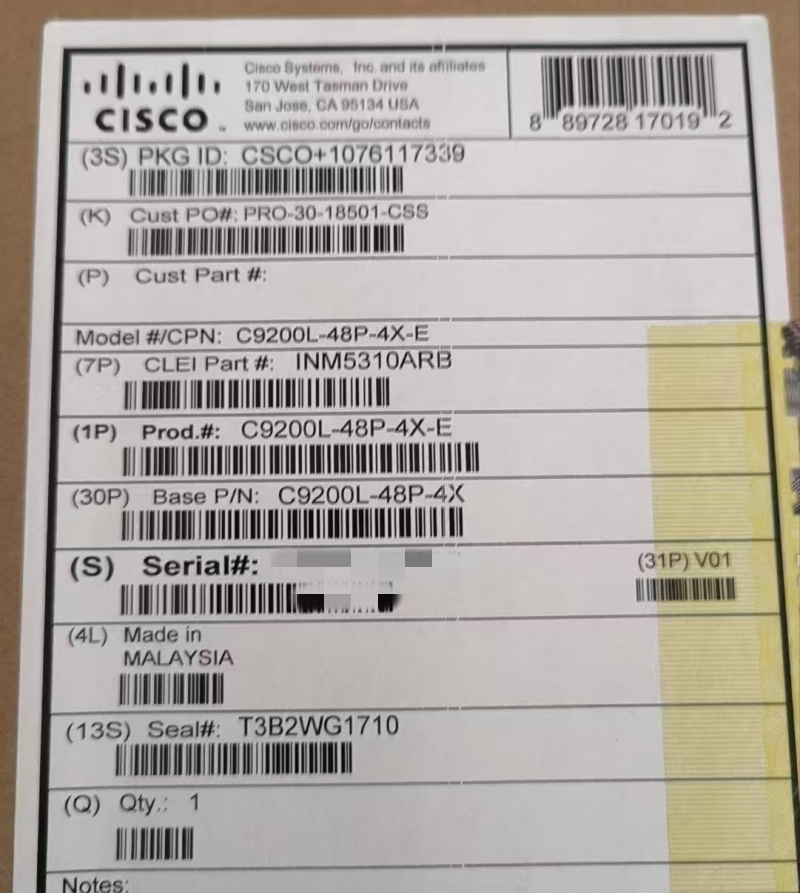 CISCO
Cisco Systems, Inc. and its affiliates
170 West Tasman Drive
San Jose, CA 95134 USA
www.cisco.com/go/contacts
8 89728 17019 2
(3S) PKG ID: CSCO+1076117339
(K) Cust PO#: PRO-30-18501-CSS
(P) Cust Part #:
Model #/CPN: C9200L-48P-4X-E
(7P) CLEI Part #: INM5310ARB
(1P) Prod.#: C9200L-48P-4X-E
(30P) Base P/N: C9200L-48P-4X
(S) Serial#:
(31P) V01
(4L) Made in
MALAYSIA
(13S) Seal#: T3B2WG1710
(Q) Qty.: 1
Notes: